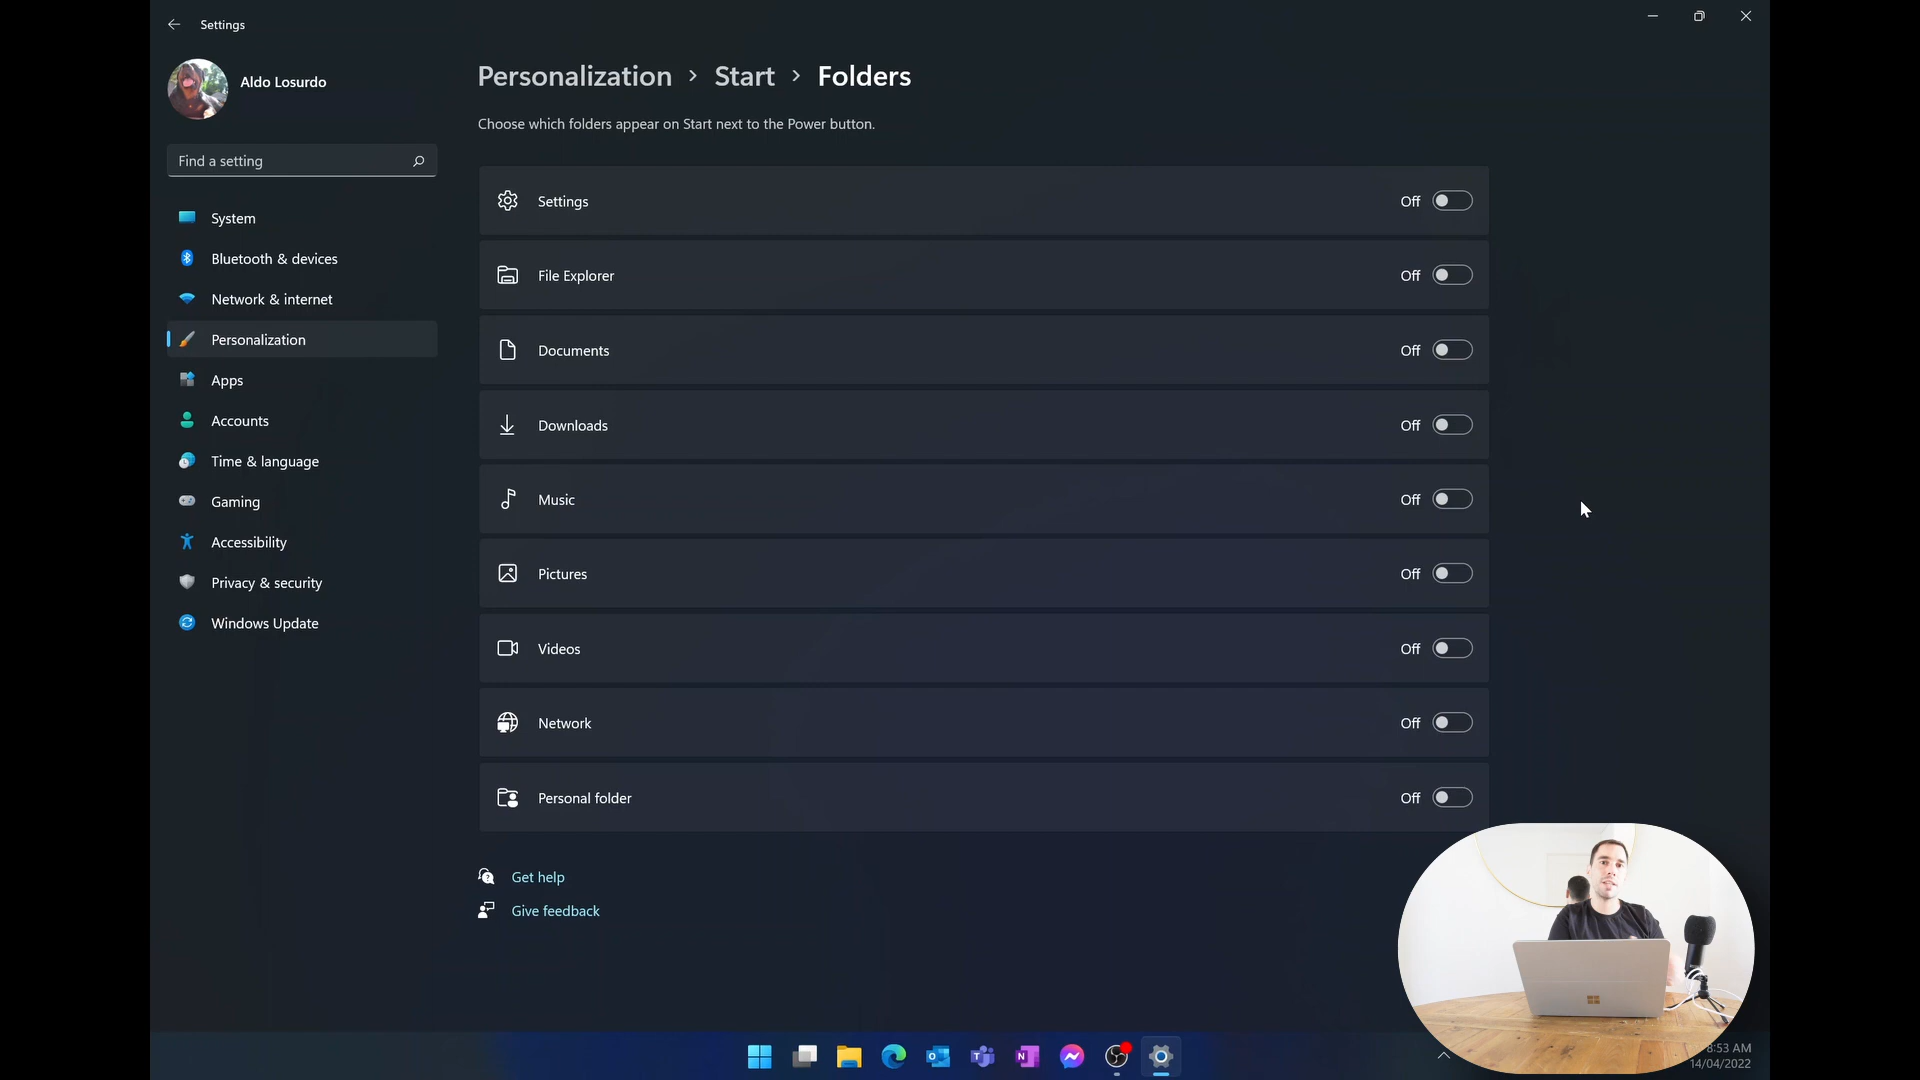 Settings
Aldo Losurdo
Find a setting
System
Bluetooth & devices
Network & internet
Personalization
Apps
Accounts
Time & language
Gaming
Accessibility
Privacy & security
Windows Update
Personalization > Start > Folders
Choose which folders appear on Start next to the Power button.
Settings Off
File Explorer Off
Documents Off
Downloads Off
Music Off
Pictures Off
Videos Off
Network Off
Personal folder Off
Get help
Give feedback
8:53 AM
14/04/2022